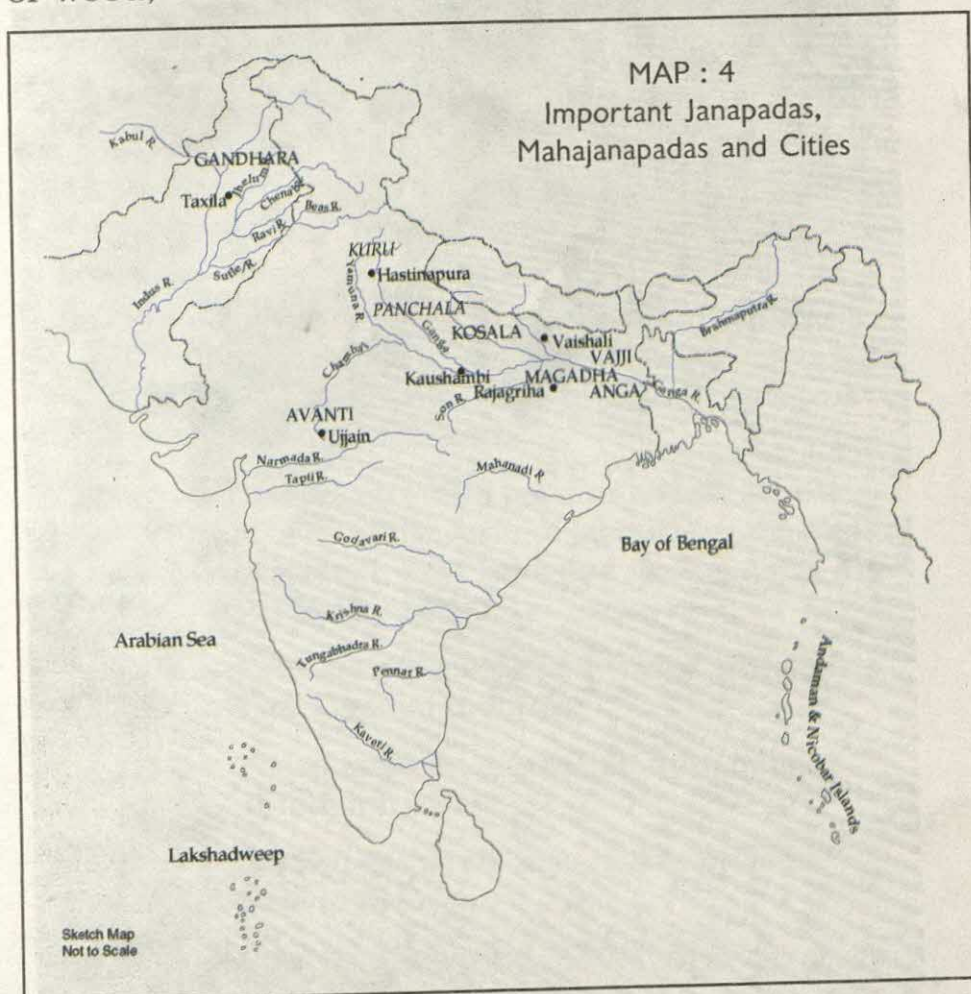 MAP : 4
Important Janapadas,
Mahajanapadas and Cities
Kabul R.
GANDHARA
Taxila
Jhelum
Chenab R.
Beas R.
Ravi R.
Sutlej R.
Indus R.
KURU
Hastinapura
Yamuna R.
PANCHALA
Ganga
KOSALA
Vaishali
VAJJI
Brahmaputra R.
Chambal
Kaushambi
MAGADHA
Rajagriha
ANGA
Ganga R.
Son R.
AVANTI
Ujjain
Narmada R.
Tapti R.
Mahanadi R.
Godavari R.
Bay of Bengal
Krishna R.
Arabian Sea
Tungabhadra R.
Pennar R.
Kaveri R.
Andaman & Nicobar Islands
Lakshadweep
Sketch Map
Not to Scale